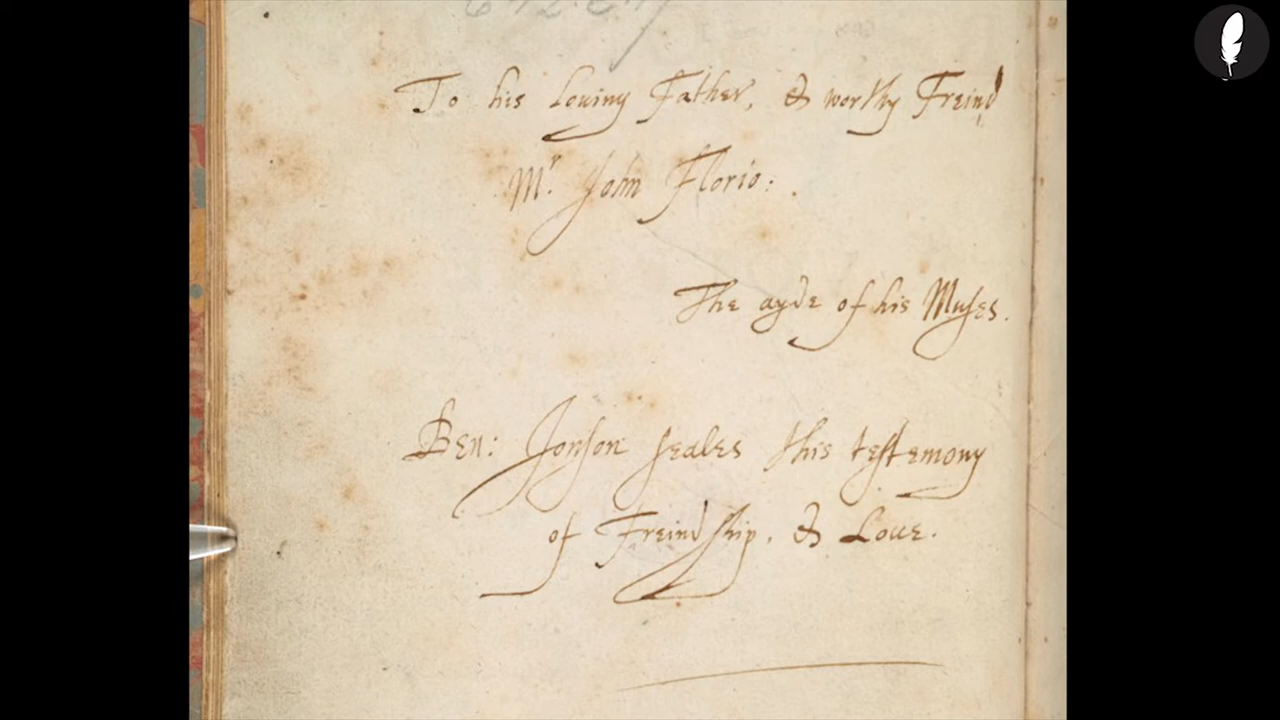 To his louing Father, & worthy Freind
Mr. John Florio:
The ayde of his Muses.
Ben: Jonson seales this testemony
of Freindship, & Loue.